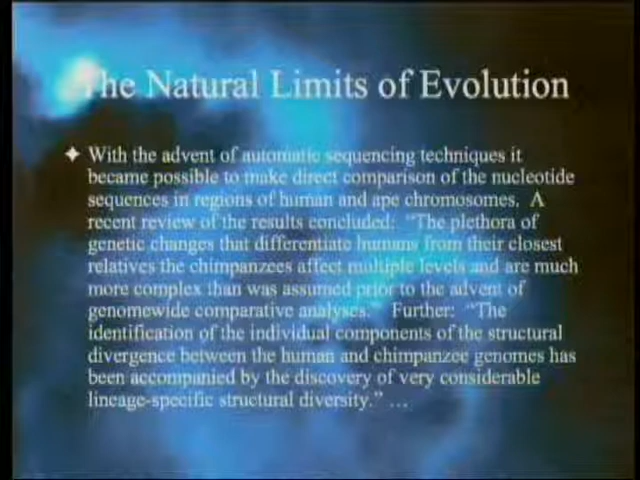 The Natural Limits of Evolution
With the advent of automatic sequencing techniques it
became possible to make direct comparison of the nucleotide
sequences in regions of human and ape chromosomes. A
recent review of the results concluded: "The plethora of
genetic changes that differentiate humans from their closest
relatives the chimpanzees affect multiple levels and are much
more complex than was assumed prior to the advent of
genomewide comparative analyses." Further: "The
identification of the individual components of the structural
divergence between the human and chimpanzee genomes has
been accompanied by the discovery of very considerable
lineage-specific structural diversity." …